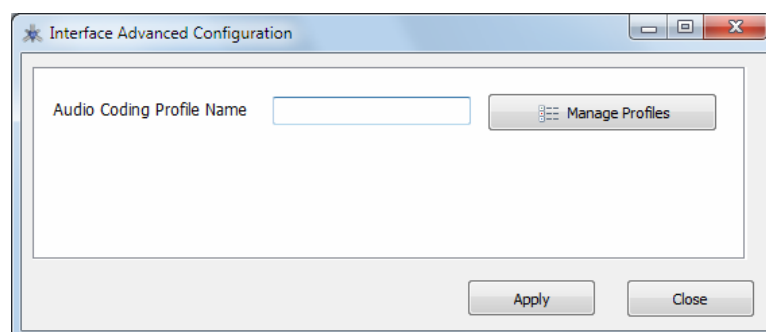 Interface Advanced Configuration
Audio Coding Profile Name
Manage Profiles
Apply
Close